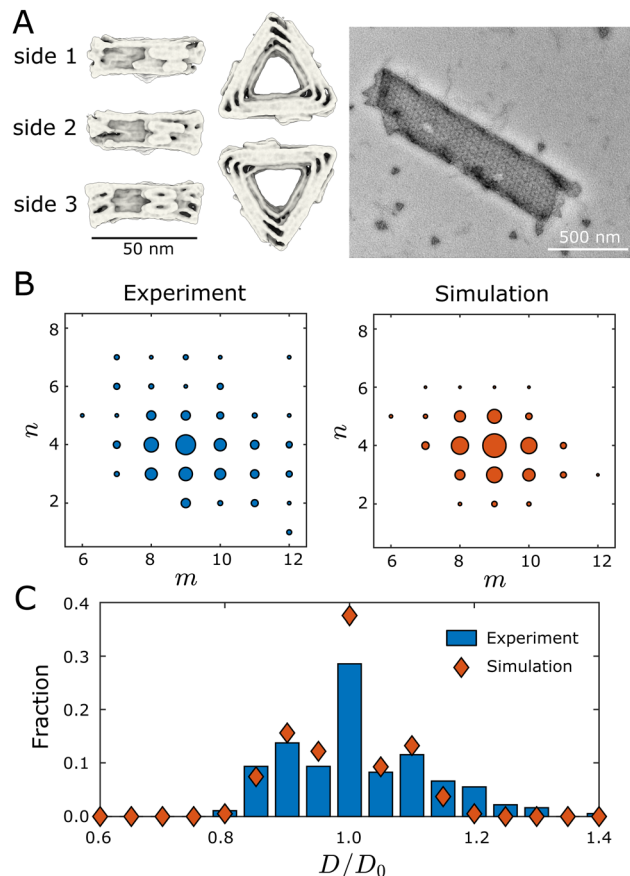 A
side 1
side 2
side 3
50 nm
500 nm
B
Experiment
Simulation
8
6
4
2
n
6
8
10
12
m
8
6
4
2
n
6
8
10
12
m
C
0.4
0.3
0.2
0.1
0.0
Fraction
Experiment
Simulation
0.6
0.8
1.0
1.2
1.4
D/D0